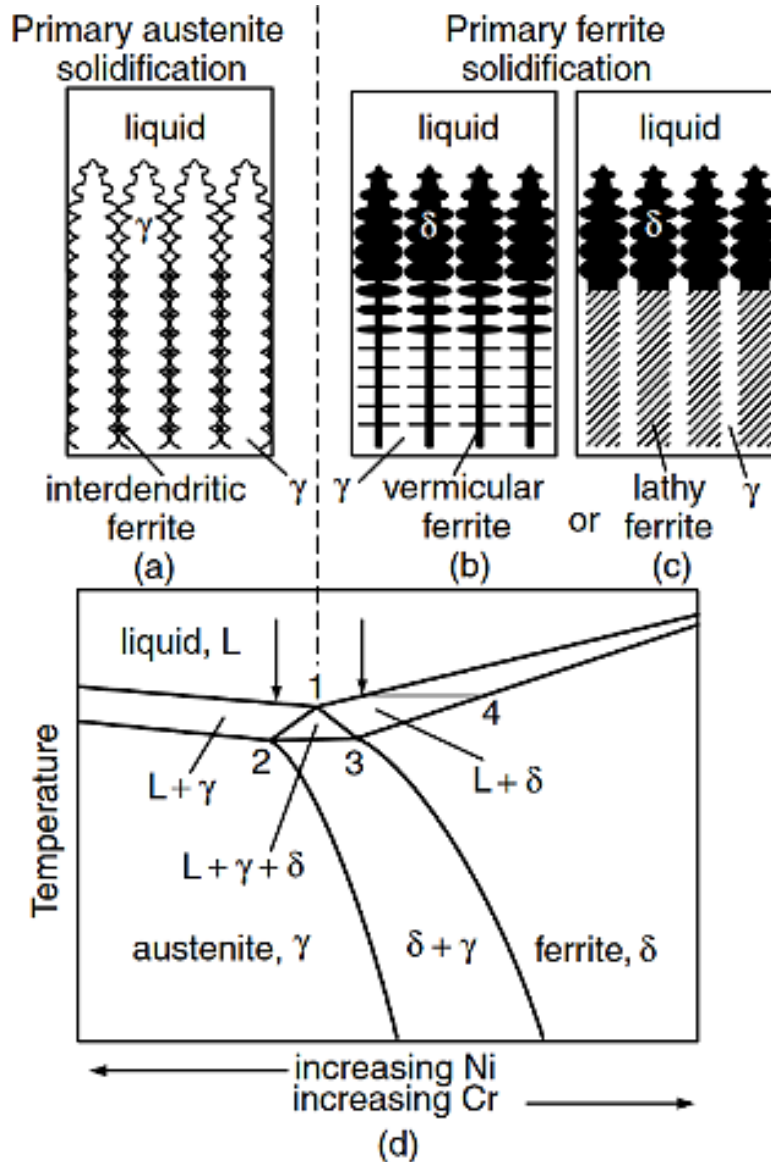 Primary austenite
solidification
Primary ferrite
solidification
liquid
liquid
liquid
γ
δ
δ
interdendritic
ferrite
γ
γ
vermicular
ferrite
or
lathy
ferrite
γ
(a)
(b)
(c)
liquid, L
1
4
2
3
L+γ
L+δ
L+γ+δ
Temperature
austenite, γ
δ+γ
ferrite, δ
increasing Ni
increasing Cr
(d)